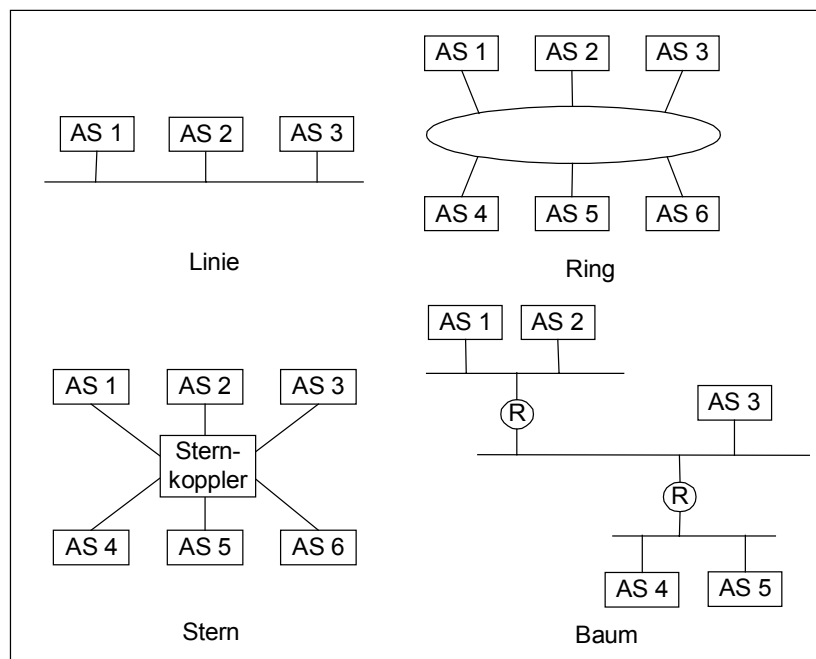 AS 1 AS 2 AS 3
Linie
AS 1 AS 2 AS 3
AS 4 AS 5 AS 6
Ring
AS 1 AS 2 AS 3
Stern-
koppler
AS 4 AS 5 AS 6
Stern
AS 1 AS 2
R
AS 3
R
AS 4 AS 5
Baum